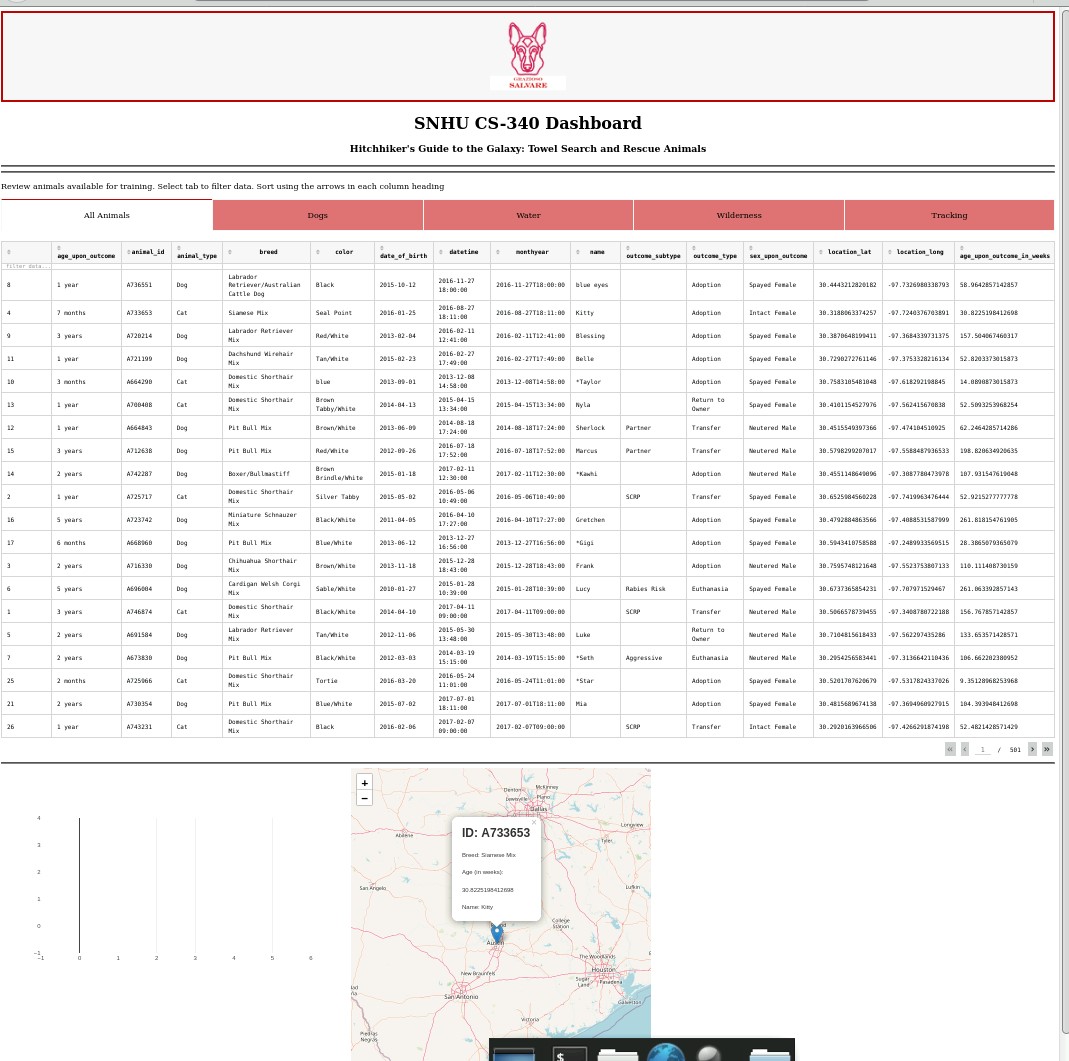 GRAZIOSO
SALVARE
SNHU CS-340 Dashboard
Hitchhiker's Guide to the Galaxy: Towel Search and Rescue Animals
Review animals available for training. Select tab to filter data. Sort using the arrows in each column heading
All Animals Dogs Water Wilderness Tracking
age_upon_outcome animal_id animal_type breed color date_of_birth datetime monthyear name outcome_subtype outcome_type sex_upon_outcome location_lat location_long age_upon_outcome_in_weeks
filter data...
8 1 year A736551 Dog Labrador Retriever/Australian Cattle Dog Black 2015-10-12 2016-11-27 18:00:00 2016-11-27T18:00:00 blue eyes Adoption Spayed Female 30.4443212820182 -97.7326980338793 58.9642857142857
4 7 months A733653 Cat Siamese Mix Seal Point 2016-01-25 2016-08-27 18:11:00 2016-08-27T18:11:00 Kitty Adoption Intact Female 30.3188063374257 -97.7240376703891 30.8225198412698
9 3 years A720214 Dog Labrador Retriever Mix Red/White 2013-02-04 2016-02-11 12:41:00 2016-02-11T12:41:00 Blessing Adoption Spayed Female 30.3870648199411 -97.3684339731375 157.504067460317
11 1 year A721199 Dog Dachshund Wirehair Mix Tan/White 2015-02-23 2016-02-27 17:49:00 2016-02-27T17:49:00 Belle Adoption Spayed Female 30.7290272761146 -97.3753328216134 52.8203373015873
10 3 months A664290 Cat Domestic Shorthair Mix blue 2013-09-01 2013-12-08 14:58:00 2013-12-08T14:58:00 *Taylor Adoption Spayed Female 30.7583105481048 -97.618292198845 14.0890873015873
13 1 year A700408 Cat Domestic Shorthair Mix Brown Tabby/White 2014-04-13 2015-04-15 13:34:00 2015-04-15T13:34:00 Nyla Return to Owner Spayed Female 30.4101154527976 -97.562415670838 52.5093253968254
12 1 year A664843 Dog Pit Bull Mix Brown/White 2013-06-09 2014-08-18 17:24:00 2014-08-18T17:24:00 Sherlock Partner Transfer Neutered Male 30.4515549397366 -97.474104510925 62.2464285714286
15 3 years A712638 Dog Pit Bull Mix Red/White 2012-09-26 2016-07-18 17:52:00 2016-07-18T17:52:00 Marcus Partner Transfer Neutered Male 30.5798299207017 -97.5588487936533 198.820634920635
14 2 years A742287 Dog Boxer/Bullmastiff Brown Brindle/White 2015-01-18 2017-02-11 12:30:00 2017-02-11T12:30:00 *Kawhi Adoption Neutered Male 30.4551148649096 -97.3087780473978 107.931547619048
2 1 year A725717 Cat Domestic Shorthair Mix Silver Tabby 2015-05-02 2016-05-06 10:49:00 2016-05-06T10:49:00 SCRP Transfer Spayed Female 30.6525984560228 -97.7419963476444 52.9215277777778
16 5 years A723742 Dog Miniature Schnauzer Mix Black/White 2011-04-05 2016-04-10 17:27:00 2016-04-10T17:27:00 Gretchen Adoption Spayed Female 30.4792884863566 -97.4088531587999 261.818154761905
17 6 months A668960 Dog Pit Bull Mix Blue/White 2013-06-12 2013-12-27 16:56:00 2013-12-27T16:56:00 *Gigi Adoption Spayed Female 30.5943410758588 -97.2489933569515 28.3865079365079
3 2 years A716330 Dog Chihuahua Shorthair Mix Brown/White 2013-11-18 2015-12-28 18:43:00 2015-12-28T18:43:00 Frank Adoption Neutered Male 30.7595748121648 -97.5523753807133 110.111408730159
6 5 years A696004 Dog Cardigan Welsh Corgi Mix Sable/White 2010-01-27 2015-01-28 10:39:00 2015-01-28T10:39:00 Lucy Rabies Risk Euthanasia Spayed Female 30.6737365854231 -97.707971529467 261.063392857143
1 3 years A746874 Cat Domestic Shorthair Mix Black/White 2014-04-10 2017-04-11 09:00:00 2017-04-11T09:00:00 SCRP Transfer Neutered Male 30.5066578739455 -97.3408780722188 156.767857142857
5 2 years A691584 Dog Labrador Retriever Mix Tan/White 2012-11-06 2015-05-30 13:48:00 2015-05-30T13:48:00 Luke Return to Owner Neutered Male 30.7104815618433 -97.562297435286 133.653571428571
7 2 years A673830 Dog Pit Bull Mix Black/White 2012-03-03 2014-03-19 15:15:00 2014-03-19T15:15:00 *Seth Aggressive Euthanasia Neutered Male 30.2954256583441 -97.3136642110436 106.662202380952
25 2 months A725966 Cat Domestic Shorthair Mix Tortie 2016-03-20 2016-05-24 11:01:00 2016-05-24T11:01:00 *Star Adoption Spayed Female 30.5201707620679 -97.5317824337026 9.35128968253968
21 2 years A730354 Dog Pit Bull Mix Blue/White 2015-07-02 2017-07-01 18:11:00 2017-07-01T18:11:00 Mia Adoption Spayed Female 30.4815689674138 -97.3694960927915 104.393948412698
26 1 year A743231 Cat Domestic Shorthair Mix Black 2016-02-06 2017-02-07 09:00:00 2017-02-07T09:00:00 SCRP Transfer Intact Female 30.2920163966506 -97.4266291874198 52.4821428571429
1 / 501
4
3
2
1
0
−1
−1 0 1 2 3 4 5 6
+
−
Denton McKinney
Lewisville Plano
Dallas
Abilene
Longview
Tyler
San Angelo
Lufkin
×
ID: A733653
Breed: Siamese Mix
Age (in weeks):
30.8225198412698
Name: Kitty
College Station
Austin
The Woodlands
Houston
New Braunfels
Sugar Land Pasadena
San Antonio
Galveston
Victoria
Piedras Negras